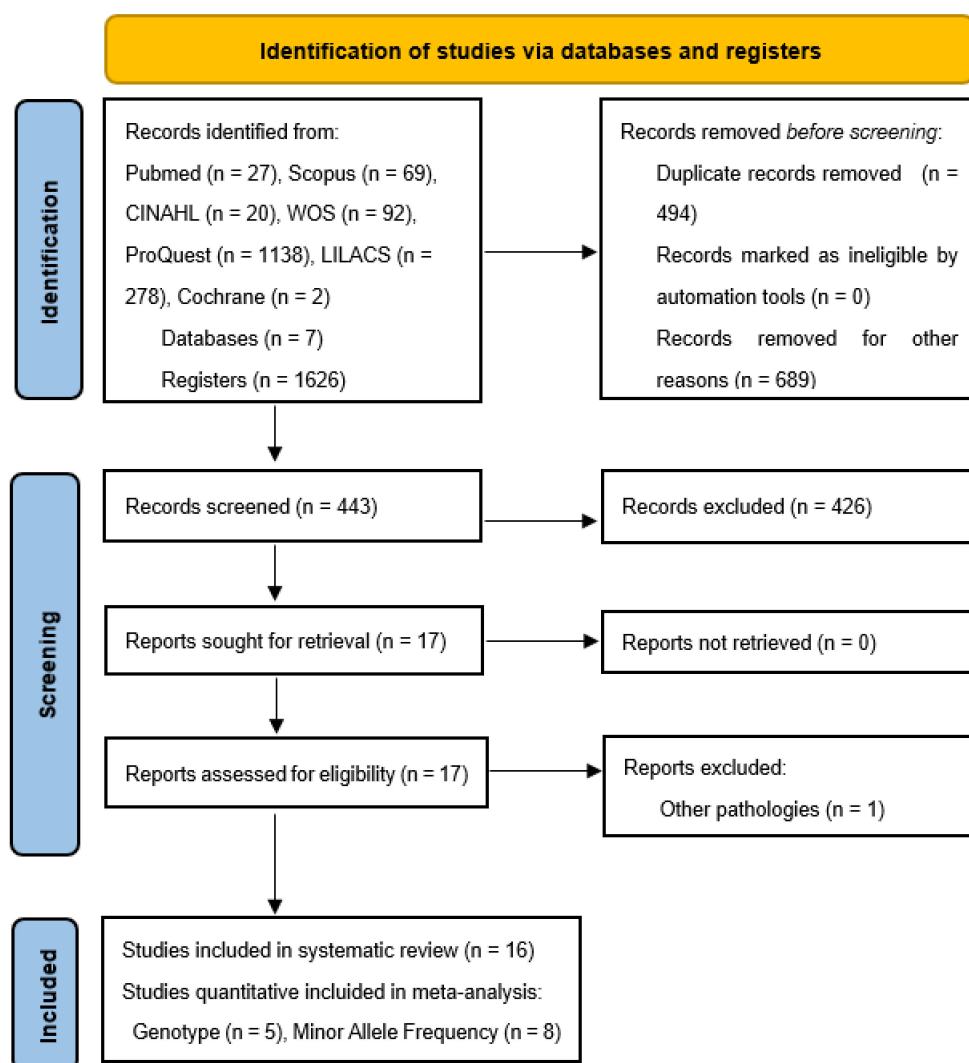 Identification of studies via databases and registers
Identification
Records identified from:
Pubmed (n = 27), Scopus (n = 69),
CINAHL (n = 20), WOS (n = 92),
ProQuest (n = 1138), LILACS (n =
278), Cochrane (n = 2)
Databases (n = 7)
Registers (n = 1626)
Records removed before screening:
Duplicate records removed (n =
494)
Records marked as ineligible by
automation tools (n = 0)
Records removed for other
reasons (n = 689)
Screening
Records screened (n = 443)
Records excluded (n = 426)
Reports sought for retrieval (n = 17)
Reports not retrieved (n = 0)
Reports assessed for eligibility (n = 17)
Reports excluded:
Other pathologies (n = 1)
Included
Studies included in systematic review (n = 16)
Studies quantitative incluided in meta-analysis:
Genotype (n = 5), Minor Allele Frequency (n = 8)